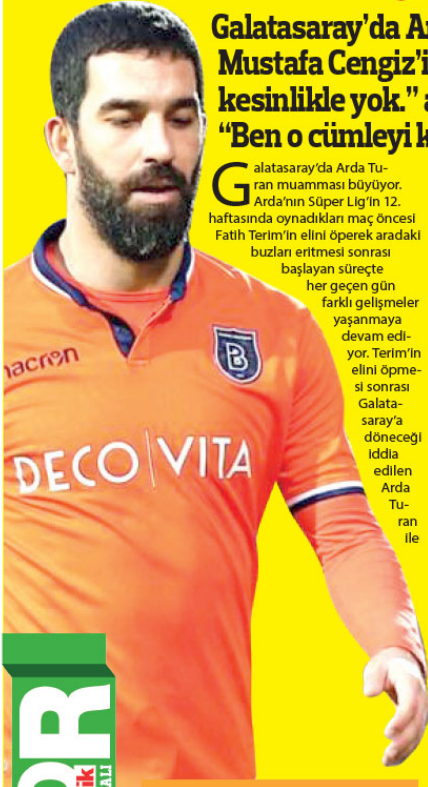 Galatasaray'da A
Mustafa Cengiz'i
kesinlikle yok."
"Ben o cümleyi k
Galatasaray'da Arda Tu-
ran muamması büyüyor.
Arda'nın Süper Lig'in 12.
haftasında oynadıkları maç öncesi
Fatih Terim'in elini öperek aradaki
buzları eritmesi sonrası
başlayan süreçte
her geçen gün
farklı gelişmeler
yaşanmaya
devam edi-
yor. Terim'in
elini öpme-
si sonrası
Galata-
saray'a
döneceği
iddia
edilen
Arda
Tu-
ran
ile
macron
B
DECO|VITA
OR
ik
ALI